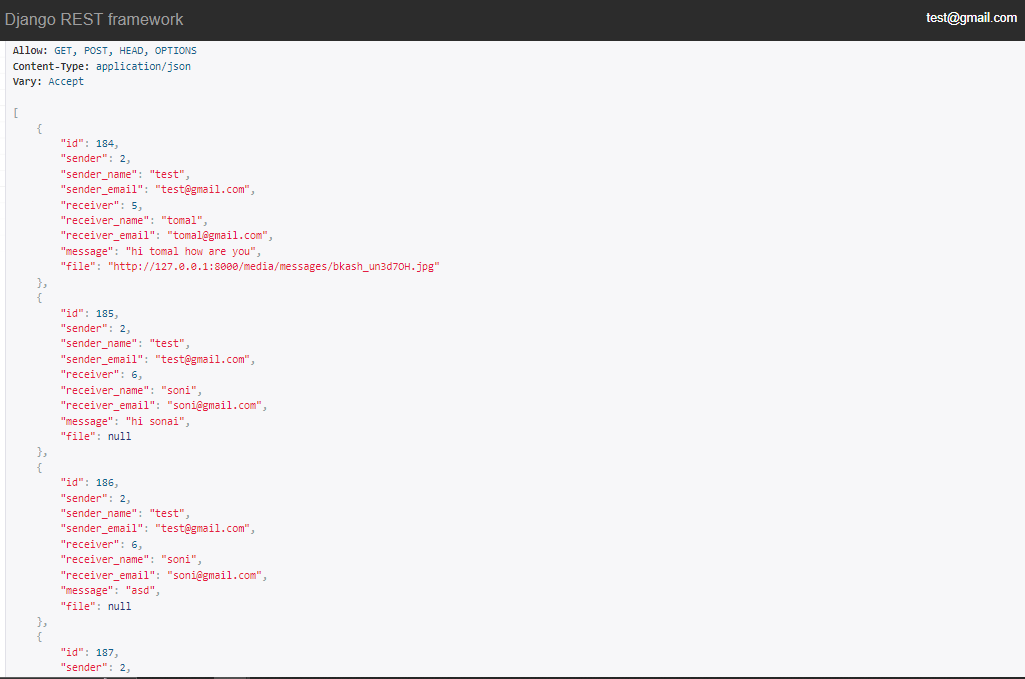 Django REST framework
test@gmail.com
Allow: GET, POST, HEAD, OPTIONS
Content-Type: application/json
Vary: Accept
[
    {
        "id": 184,
        "sender": 2,
        "sender_name": "test",
        "sender_email": "test@gmail.com",
        "receiver": 5,
        "receiver_name": "tomal",
        "receiver_email": "tomal@gmail.com",
        "message": "hi tomal how are you",
        "file": "http://127.0.0.1:8000/media/messages/bkash_un3d7OH.jpg"
    },
    {
        "id": 185,
        "sender": 2,
        "sender_name": "test",
        "sender_email": "test@gmail.com",
        "receiver": 6,
        "receiver_name": "soni",
        "receiver_email": "soni@gmail.com",
        "message": "hi sonai",
        "file": null
    },
    {
        "id": 186,
        "sender": 2,
        "sender_name": "test",
        "sender_email": "test@gmail.com",
        "receiver": 6,
        "receiver_name": "soni",
        "receiver_email": "soni@gmail.com",
        "message": "asd",
        "file": null
    },
    {
        "id": 187,
        "sender": 2,